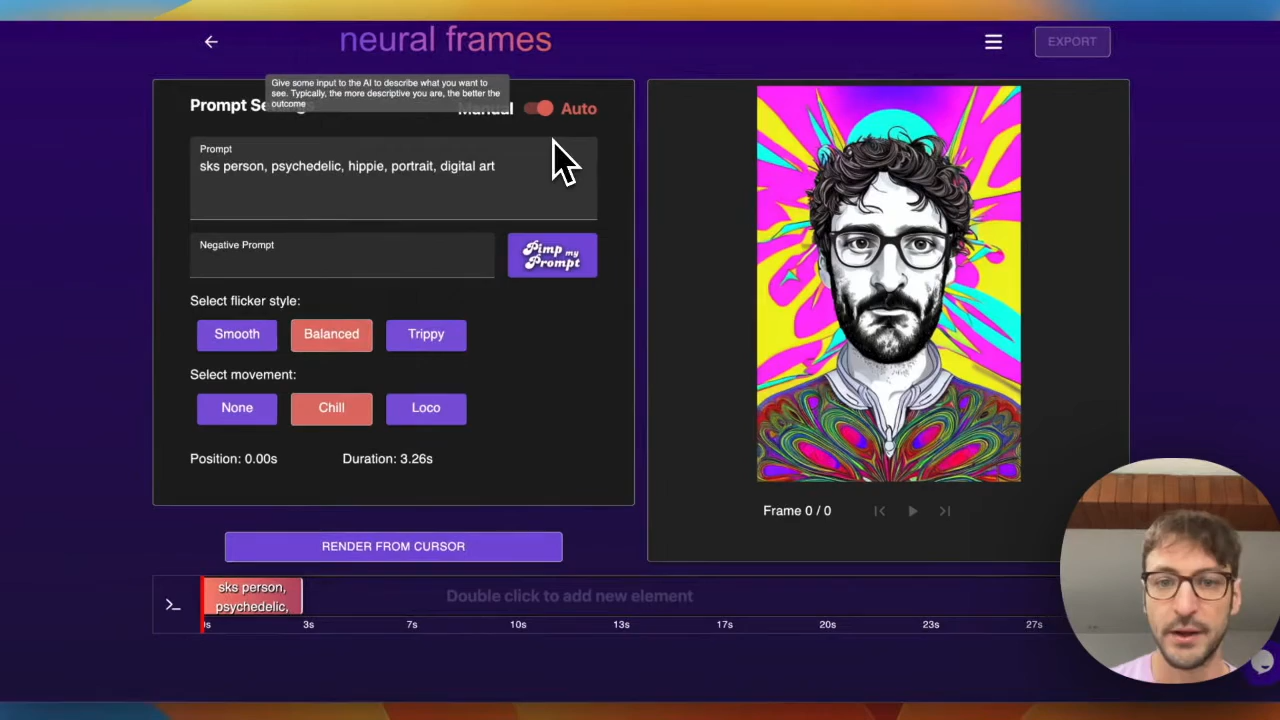 neural frames
EXPORT
Give some input to the AI to describe what you want to
see. Typically, the more descriptive you are, the better the
outcome
Prompt Settings
Manual
Auto
Prompt
sks person, psychedelic, hippie, portrait, digital art
Negative Prompt
Pimp my
Prompt
Select flicker style:
Smooth
Balanced
Trippy
Select movement:
None
Chill
Loco
Position: 0.00s
Duration: 3.26s
Frame 0 / 0
RENDER FROM CURSOR
>_
sks person,
psychedelic,
Double click to add new element
0s
3s
7s
10s
13s
17s
20s
23s
27s